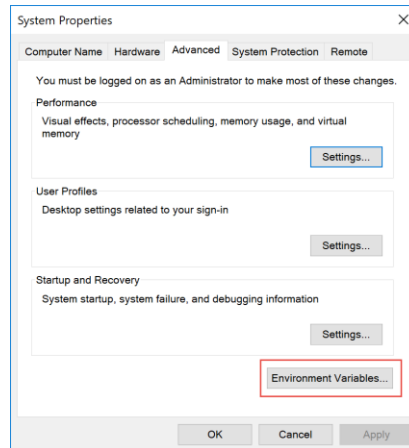 System Properties
Computer Name Hardware Advanced System Protection Remote
You must be logged on as an Administrator to make most of these changes.
Performance
Visual effects, processor scheduling, memory usage, and virtual
memory
Settings...
User Profiles
Desktop settings related to your sign-in
Settings...
Startup and Recovery
System startup, system failure, and debugging information
Settings...
Environment Variables...
OK Cancel Apply